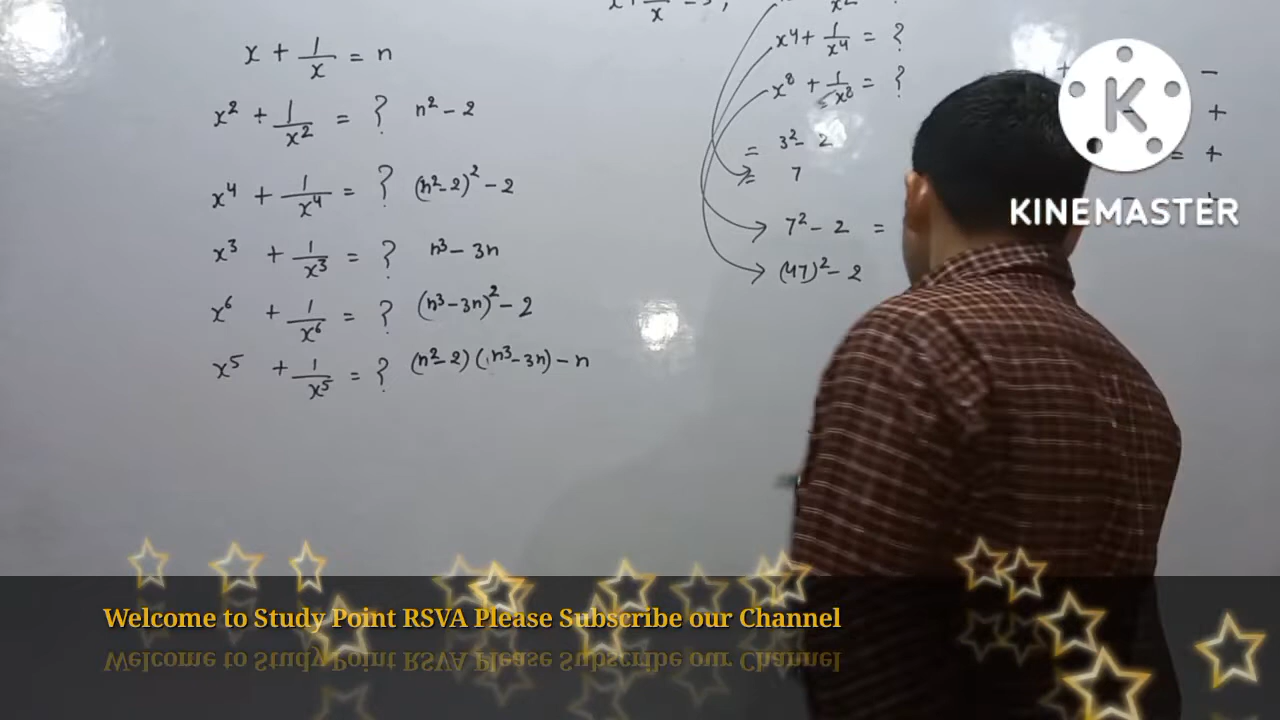 x + 1/x = n
x² + 1/x² = ? n² - 2
x⁴ + 1/x⁴ = ? (n² - 2)² - 2
x³ + 1/x³ = ? n³ - 3n
x⁶ + 1/x⁶ = ? (n³ - 3n)² - 2
x⁵ + 1/x⁵ = ? (n² - 2) (n³ - 3n) - n
x⁴ + 1/x⁴ = ?
x⁸ + 1/x⁸ = ?
= 3² - 2
= 7
7² - 2 =
(47)² - 2
-
+
= +
K
KINEMASTER
Welcome to Study Point RSVA Please Subscribe our Channel